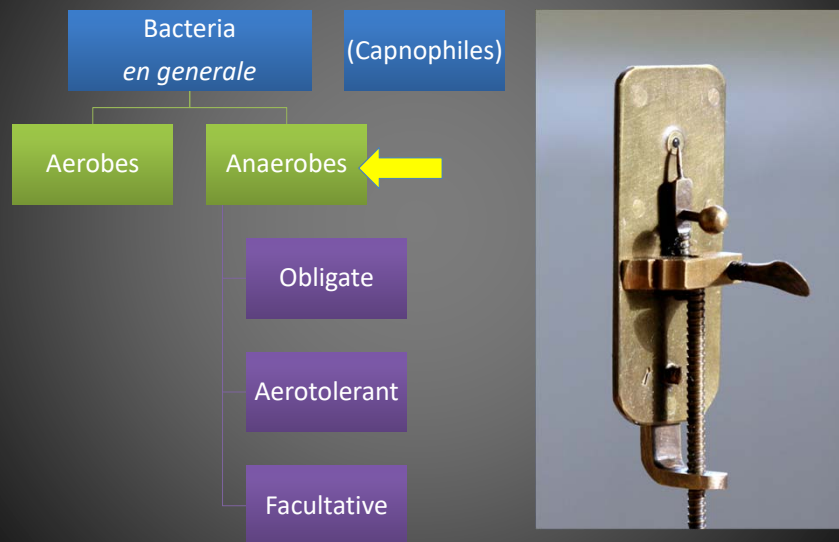 Bacteria
en generale
(Capnophiles)
Aerobes
Anaerobes
Obligate
Aerotolerant
Facultative